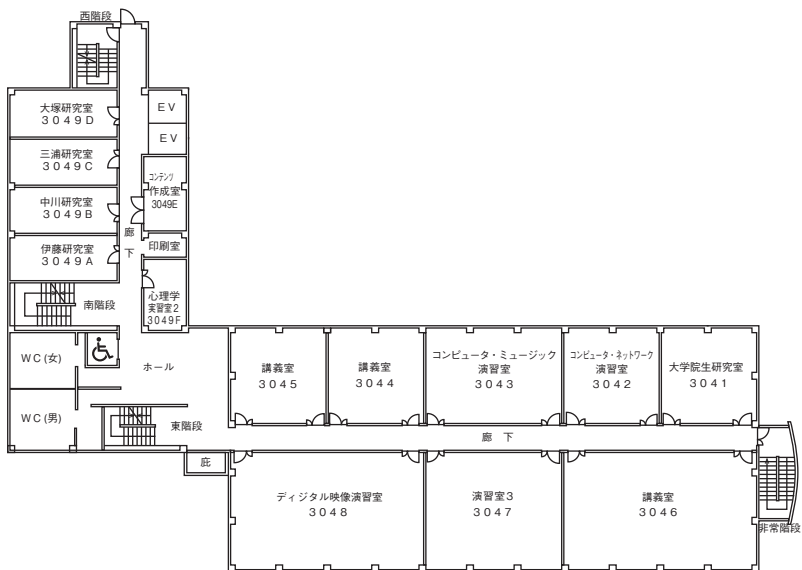 西階段
大塚研究室
３０４９Ｄ
ＥＶ
ＥＶ
三浦研究室
３０４９Ｃ
コンテンツ
作成室
3049E
中川研究室
３０４９Ｂ
廊
下
印刷室
伊藤研究室
３０４９Ａ
心理学
実習室２
３０４９Ｆ
南階段
WC(女)
ホール
講義室
３０４５
講義室
３０４４
コンピュータ・ミュージック
演習室
３０４３
コンピュータ・ネットワーク
演習室
３０４２
大学院生研究室
３０４１
WC(男)
東階段
廊　下
庇
ディジタル映像演習室
３０４８
演習室３
３０４７
講義室
３０４６
非常階段